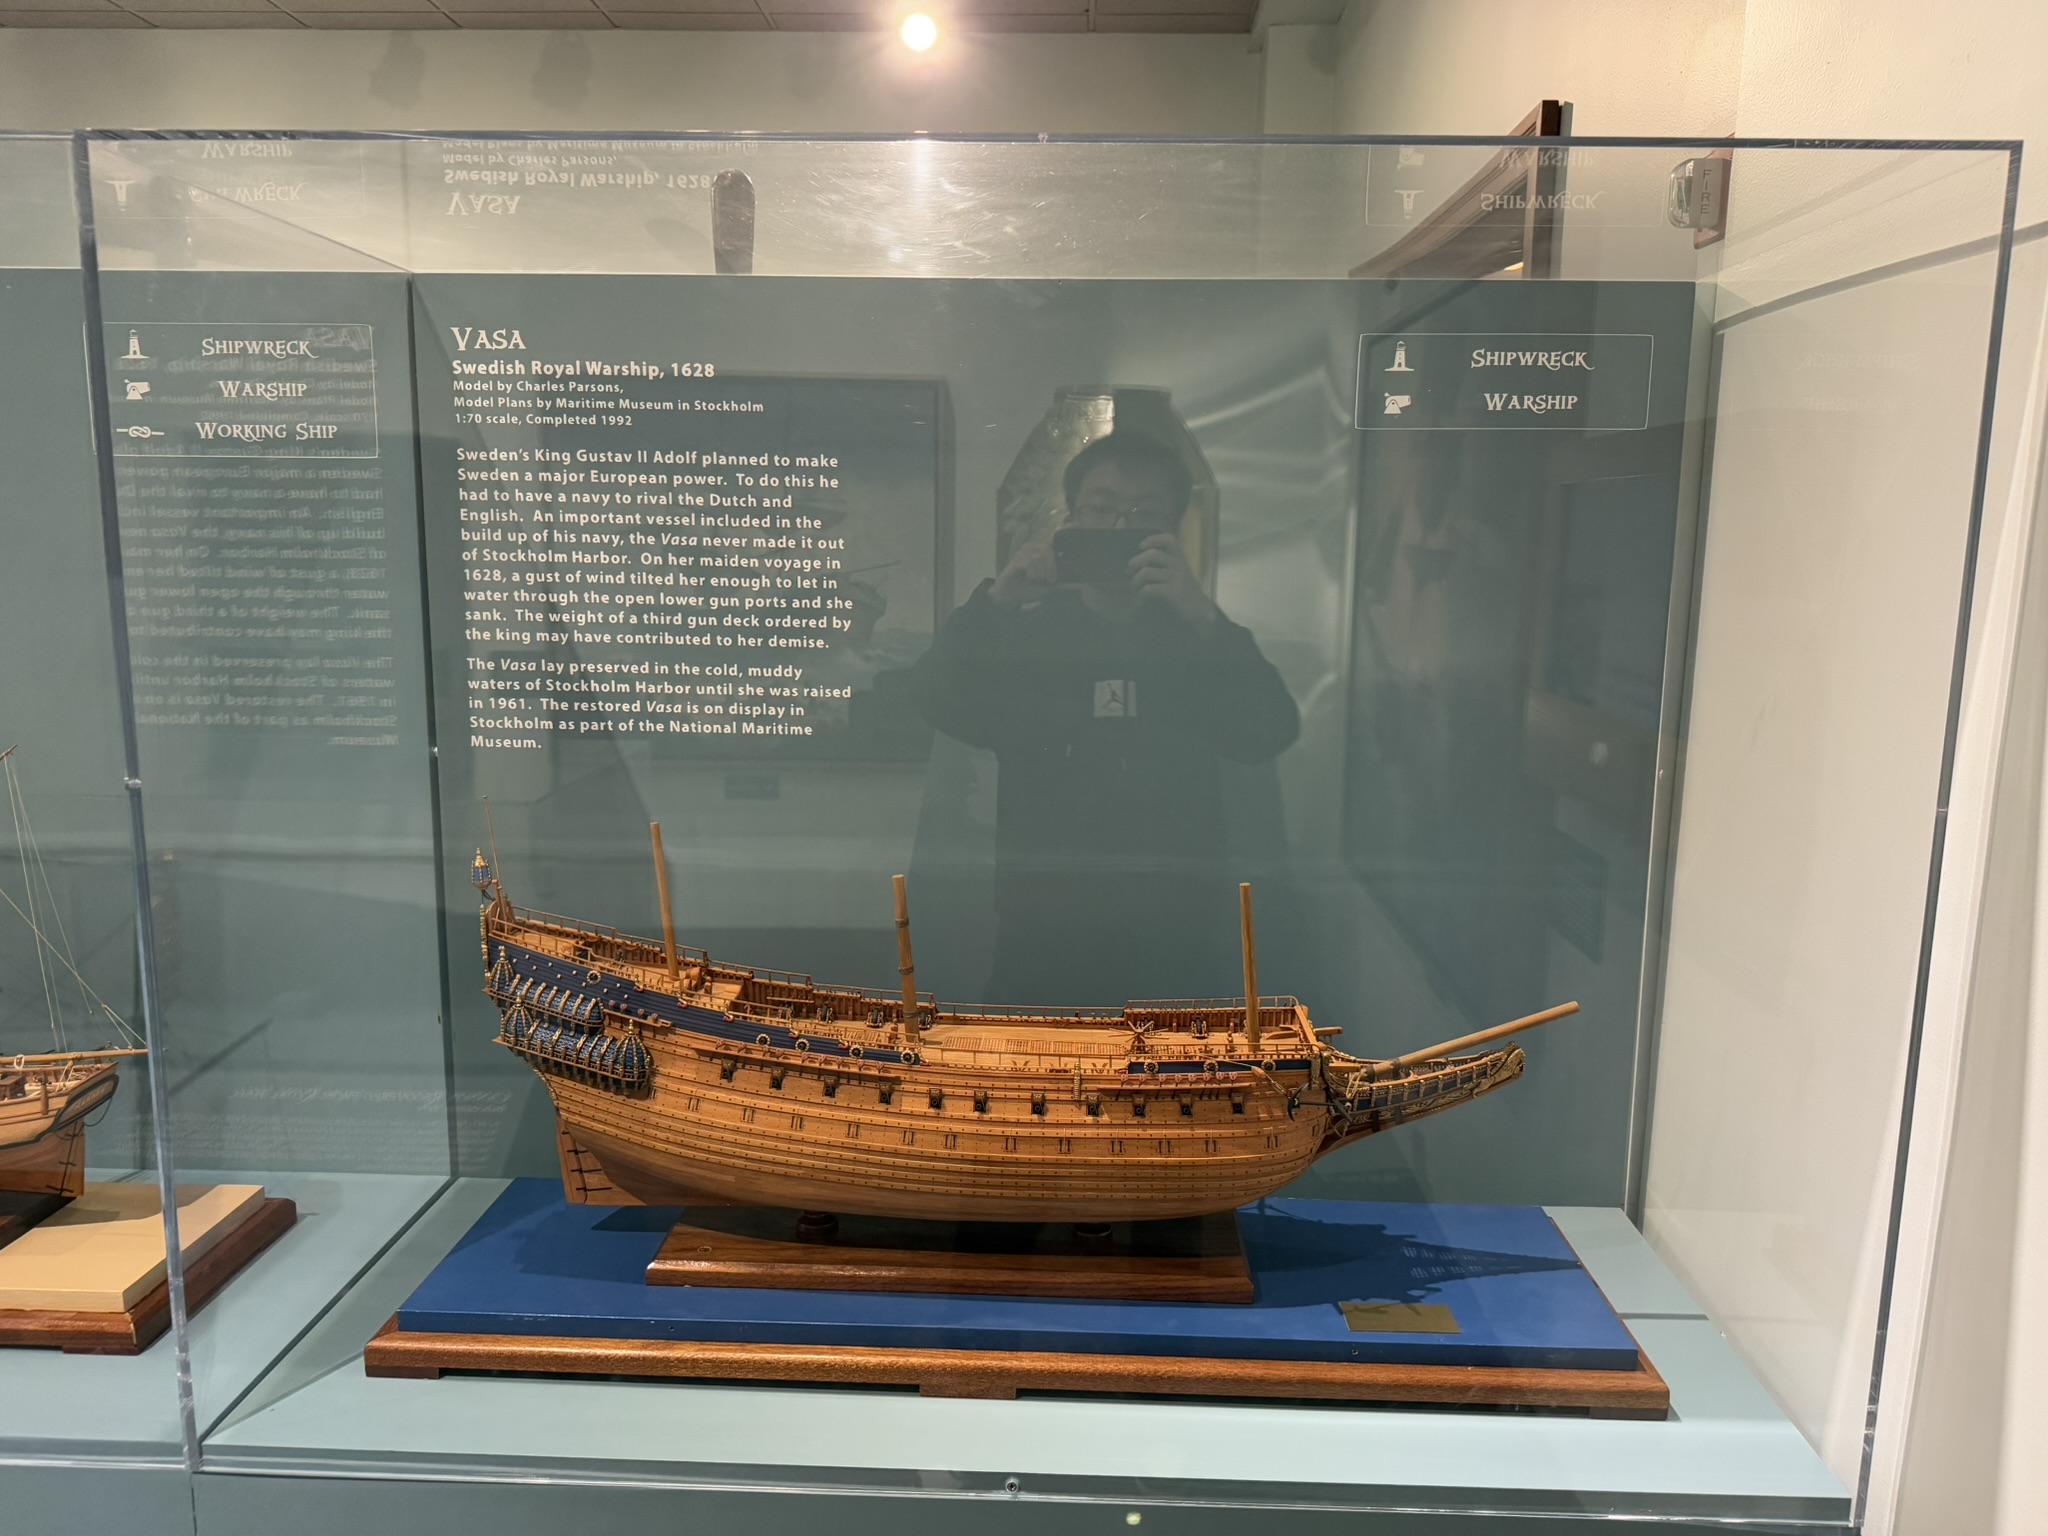 SHIPWRECK
WARSHIP
WORKING SHIP
VASA
Swedish Royal Warship, 1628
Model by Charles Parsons,
Model Plans by Maritime Museum in Stockholm
1:70 scale, Completed 1992
Sweden's King Gustav II Adolf planned to make
Sweden a major European power. To do this he
had to have a navy to rival the Dutch and
English. An important vessel included in the
build up of his navy, the Vasa never made it out
of Stockholm Harbor. On her maiden voyage in
1628, a gust of wind tilted her enough to let in
water through the open lower gun ports and she
sank. The weight of a third gun deck ordered by
the king may have contributed to her demise.
The Vasa lay preserved in the cold, muddy
waters of Stockholm Harbor until she was raised
in 1961. The restored Vasa is on display in
Stockholm as part of the National Maritime
Museum.
SHIPWRECK
WARSHIP
FIRE